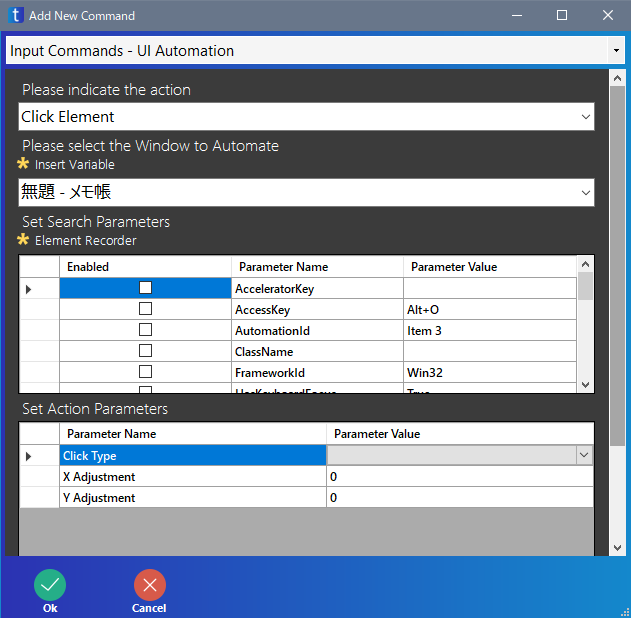 Add New Command
Input Commands - UI Automation
Please indicate the action
Click Element
Please select the Window to Automate
Insert Variable
無題 - メモ帳
Set Search Parameters
Element Recorder
Enabled Parameter Name Parameter Value
AcceleratorKey
AccessKey Alt+O
AutomationId Item 3
ClassName
FrameworkId Win32
HasKeyboardFocus True
Set Action Parameters
Parameter Name Parameter Value
Click Type
X Adjustment 0
Y Adjustment 0
Ok Cancel